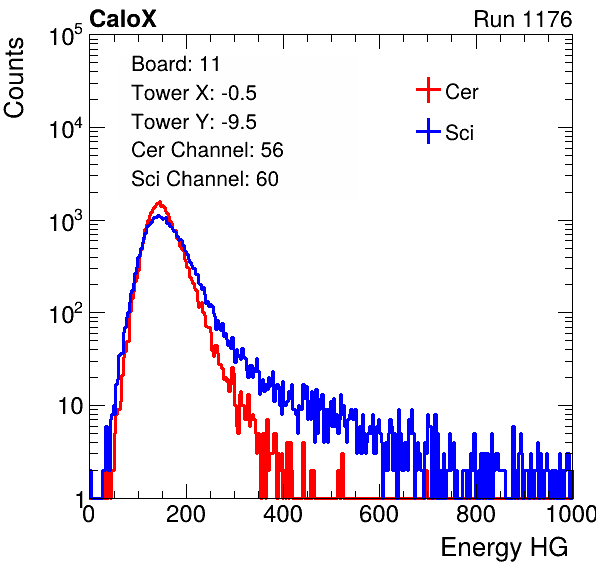 CaloX Run 1176
Counts
10^5
10^4
10^3
10^2
10
1
Board: 11
Tower X: -0.5
Tower Y: -9.5
Cer Channel: 56
Sci Channel: 60
Cer
Sci
0 200 400 600 800 1000
Energy HG